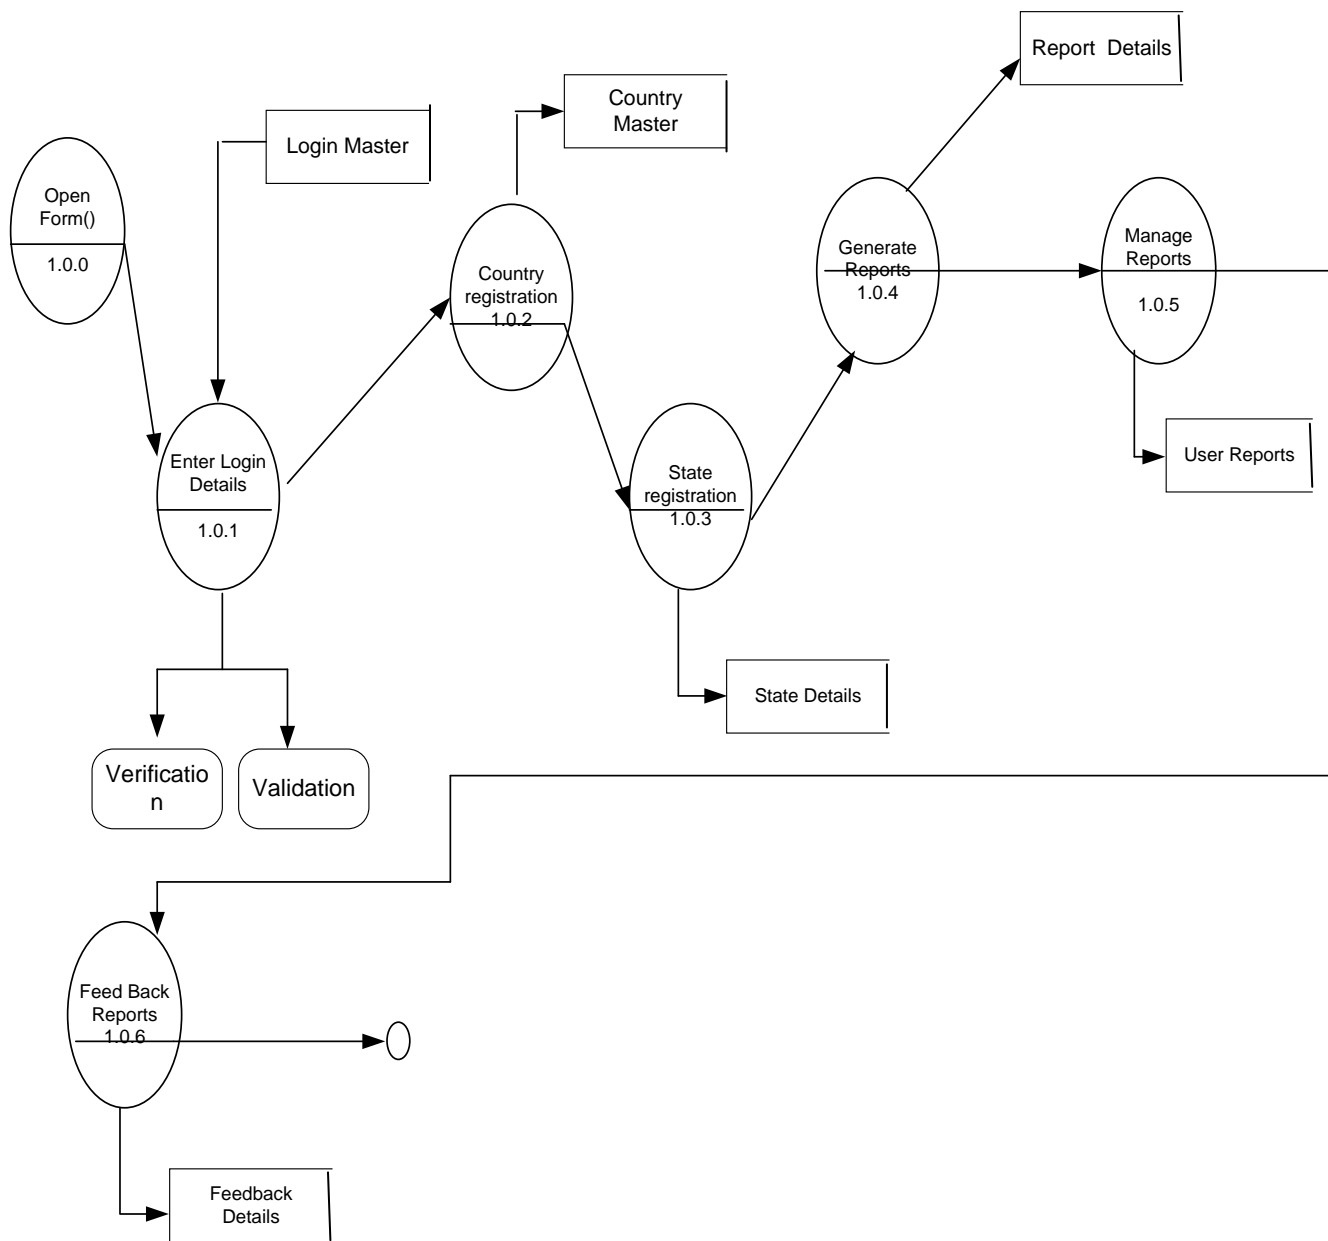 Report  Details
Country
Master
Login Master
Open
Form()
1.0.0
Country
registration
1.0.2
Generate
Reports
1.0.4
Manage
Reports
1.0.5
Enter Login
Details
1.0.1
State
registration
1.0.3
User Reports
State Details
Verificatio
n
Validation
Feed Back
Reports
1.0.6
Feedback
Details